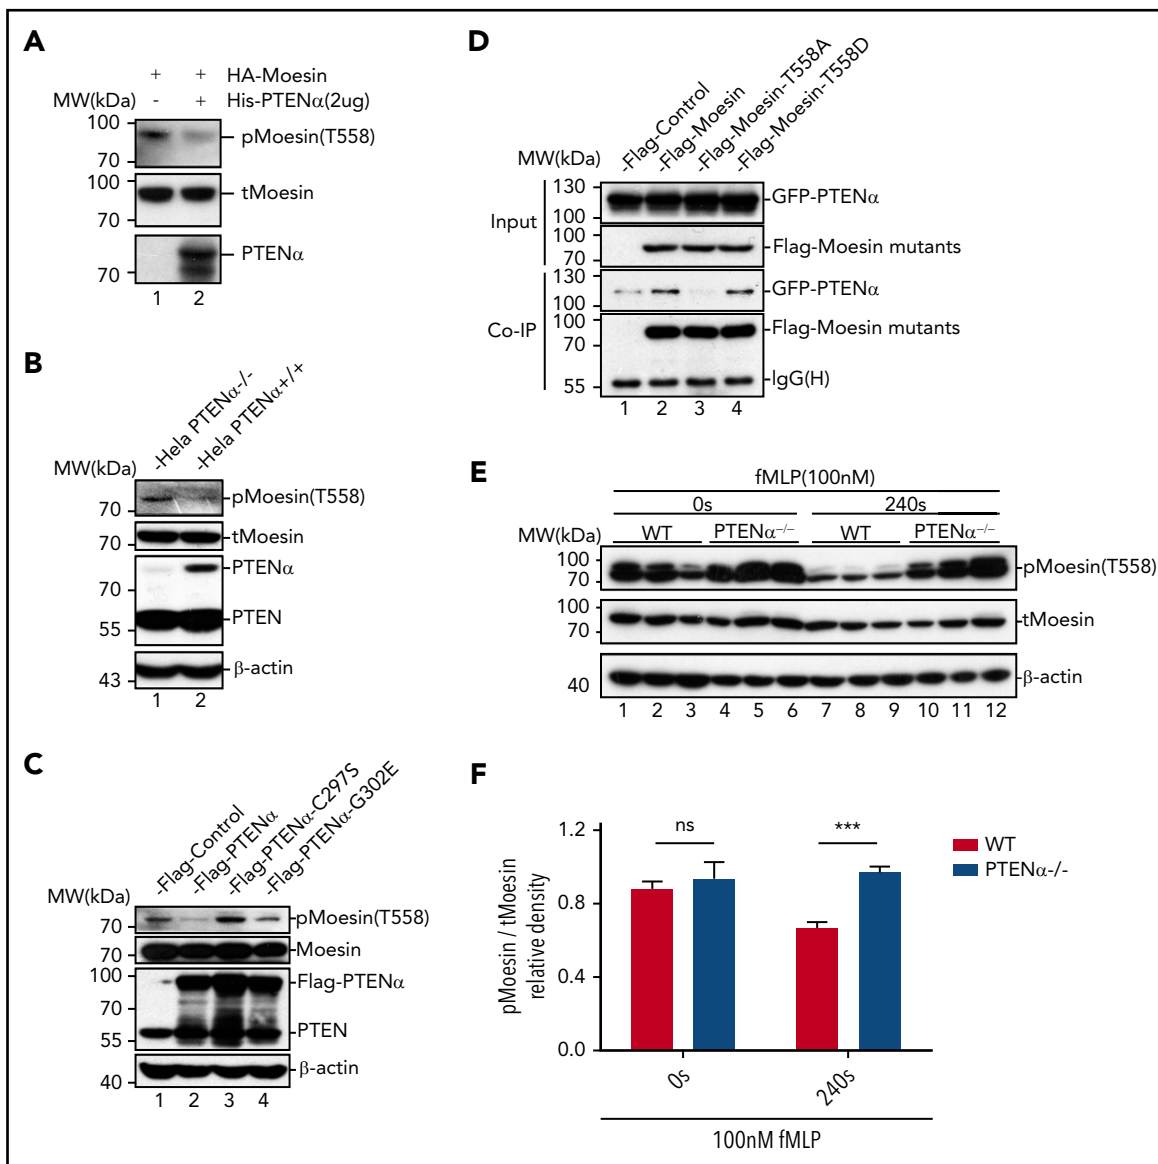 A
+ + HA-Moesin
MW(kDa) - + His-PTENα(2ug)
100
pMoesin(T558)
70
100
tMoesin
70
PTENα
70
1 2
B
-Hela PTENα-/-
-Hela PTENα+/+
MW(kDa)
pMoesin(T558)
70
tMoesin
70
PTENα
70
PTEN
55
β-actin
43
1 2
C
-Flag-Control
-Flag-PTENα
-Flag-PTENα-C297S
-Flag-PTENα-G302E
MW(kDa)
pMoesin(T558)
70
Moesin
70
100
Flag-PTENα
70
PTEN
55
β-actin
40
1 2 3 4
D
-Flag-Control
-Flag-Moesin
-Flag-Moesin-T558A
-Flag-Moesin-T558D
MW(kDa)
Input
130
GFP-PTENα
100
100
Flag-Moesin mutants
70
Co-IP
130
GFP-PTENα
100
100
Flag-Moesin mutants
70
IgG(H)
55
1 2 3 4
E
fMLP(100nM)
0s 240s
WT PTENα−/− WT PTENα−/−
MW(kDa)
100
pMoesin(T558)
70
100
tMoesin
70
β-actin
40
1 2 3 4 5 6 7 8 9 10 11 12
F
pMoesin / tMoesin
relative density
1.2
0.8
0.4
0.0
ns
***
WT
PTENα-/-
0s
240s
100nM fMLP